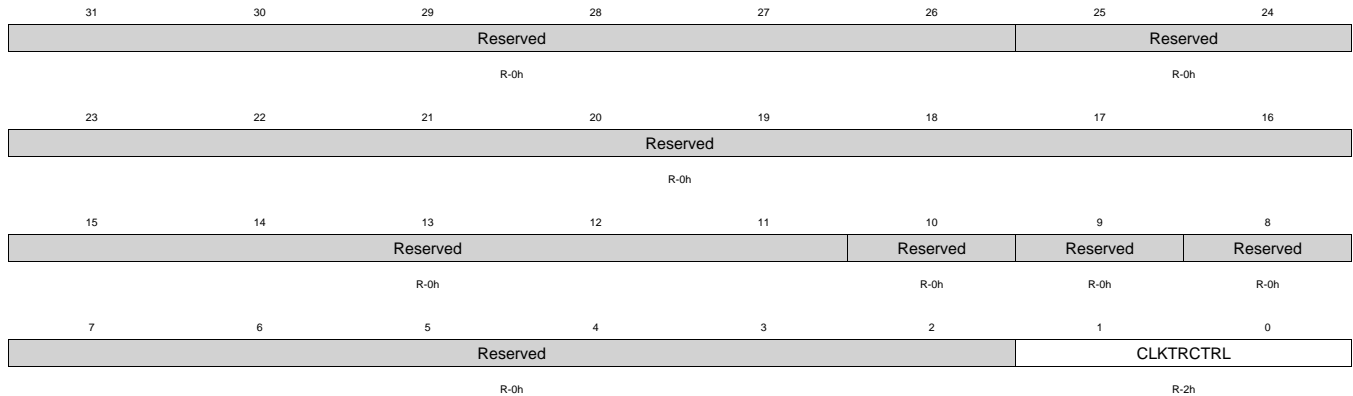 31 30 29 28 27 26 25 24
Reserved Reserved
R-0h R-0h
23 22 21 20 19 18 17 16
Reserved
R-0h
15 14 13 12 11 10 9 8
Reserved Reserved Reserved Reserved
R-0h R-0h R-0h R-0h
7 6 5 4 3 2 1 0
Reserved CLKTRCTRL
R-0h R-2h